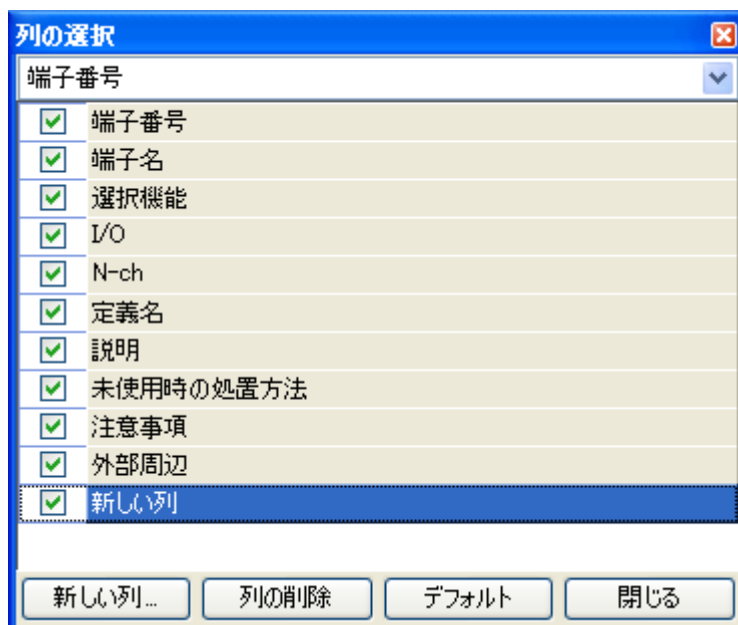 列の選択
端子番号
端子番号
端子名
選択機能
I/O
N-ch
定義名
説明
未使用時の処置方法
注意事項
外部周辺
新しい列
新しい列... 列の削除 デフォルト 閉じる